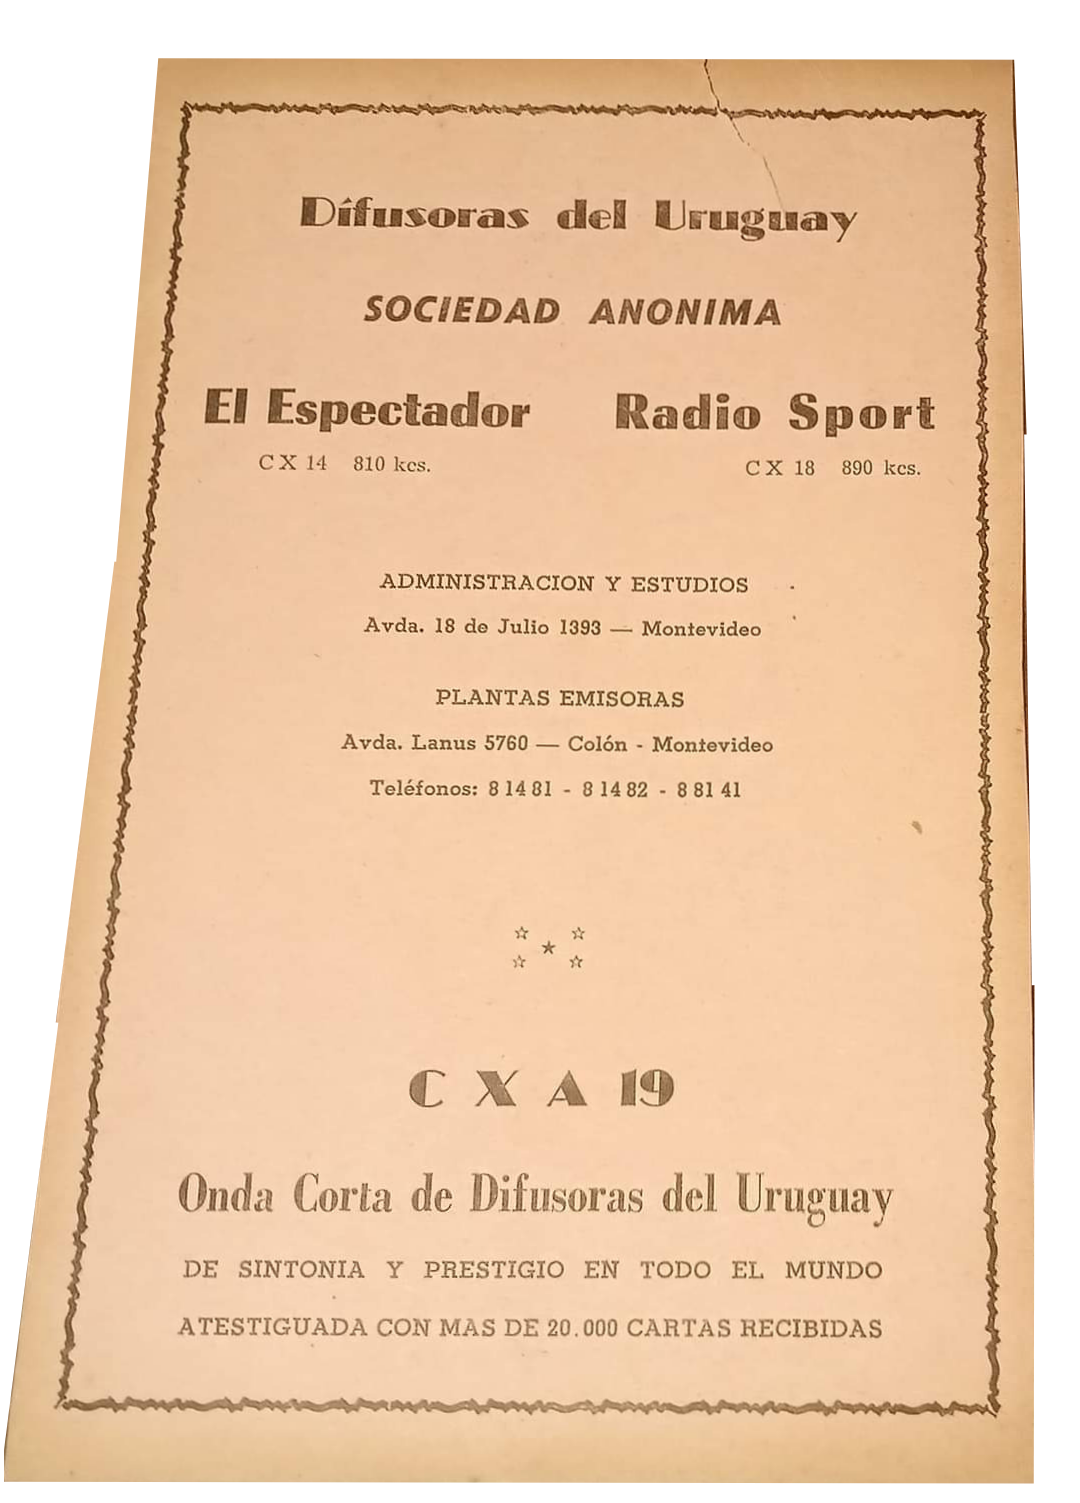 Difusoras del Uruguay
SOCIEDAD ANONIMA
El Espectador Radio Sport
CX 14 810 kcs. CX 18 890 kcs.
ADMINISTRACION Y ESTUDIOS
Avda. 18 de Julio 1393 — Montevideo
PLANTAS EMISORAS
Avda. Lanus 5760 — Colón - Montevideo
Teléfonos: 8 14 81 - 8 14 82 - 8 81 41
C X A 19
Onda Corta de Difusoras del Uruguay
DE SINTONIA Y PRESTIGIO EN TODO EL MUNDO
ATESTIGUADA CON MAS DE 20.000 CARTAS RECIBIDAS